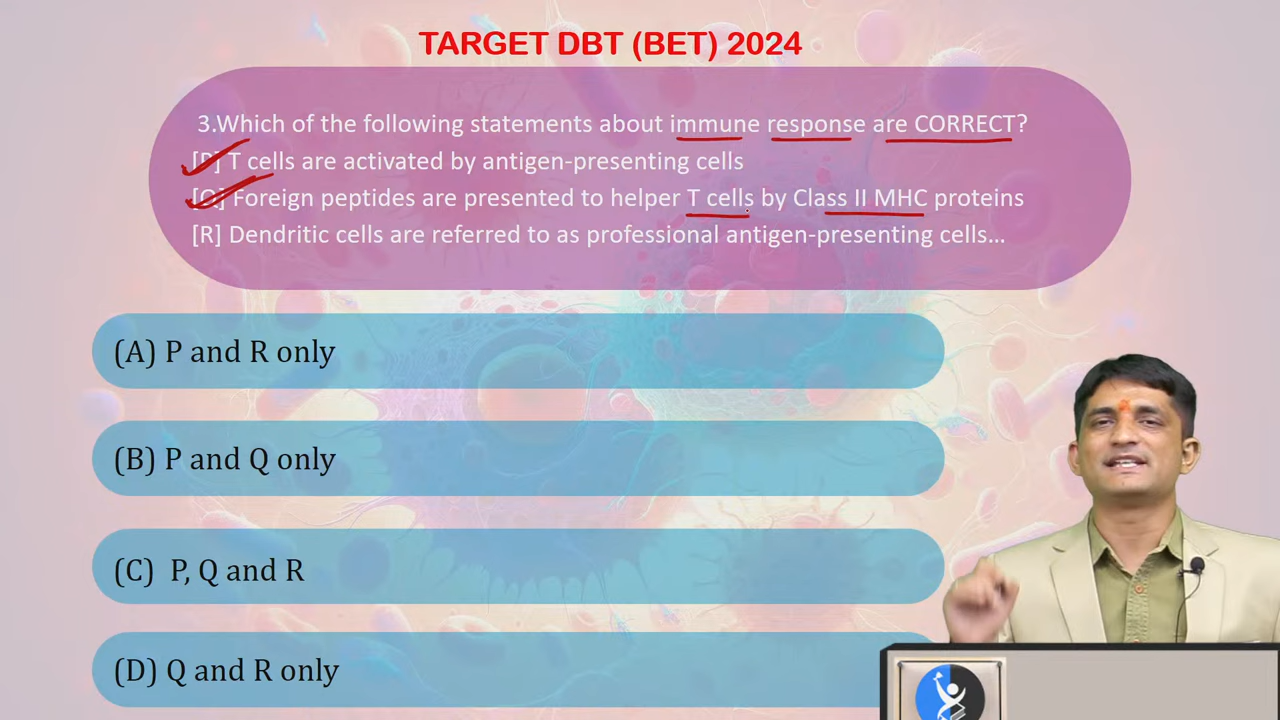 TARGET DBT (BET) 2024
3.Which of the following statements about immune response are CORRECT?
[P] T cells are activated by antigen-presenting cells
[Q] Foreign peptides are presented to helper T cells by Class II MHC proteins
[R] Dendritic cells are referred to as professional antigen-presenting cells...
(A) P and R only
(B) P and Q only
(C) P, Q and R
(D) Q and R only